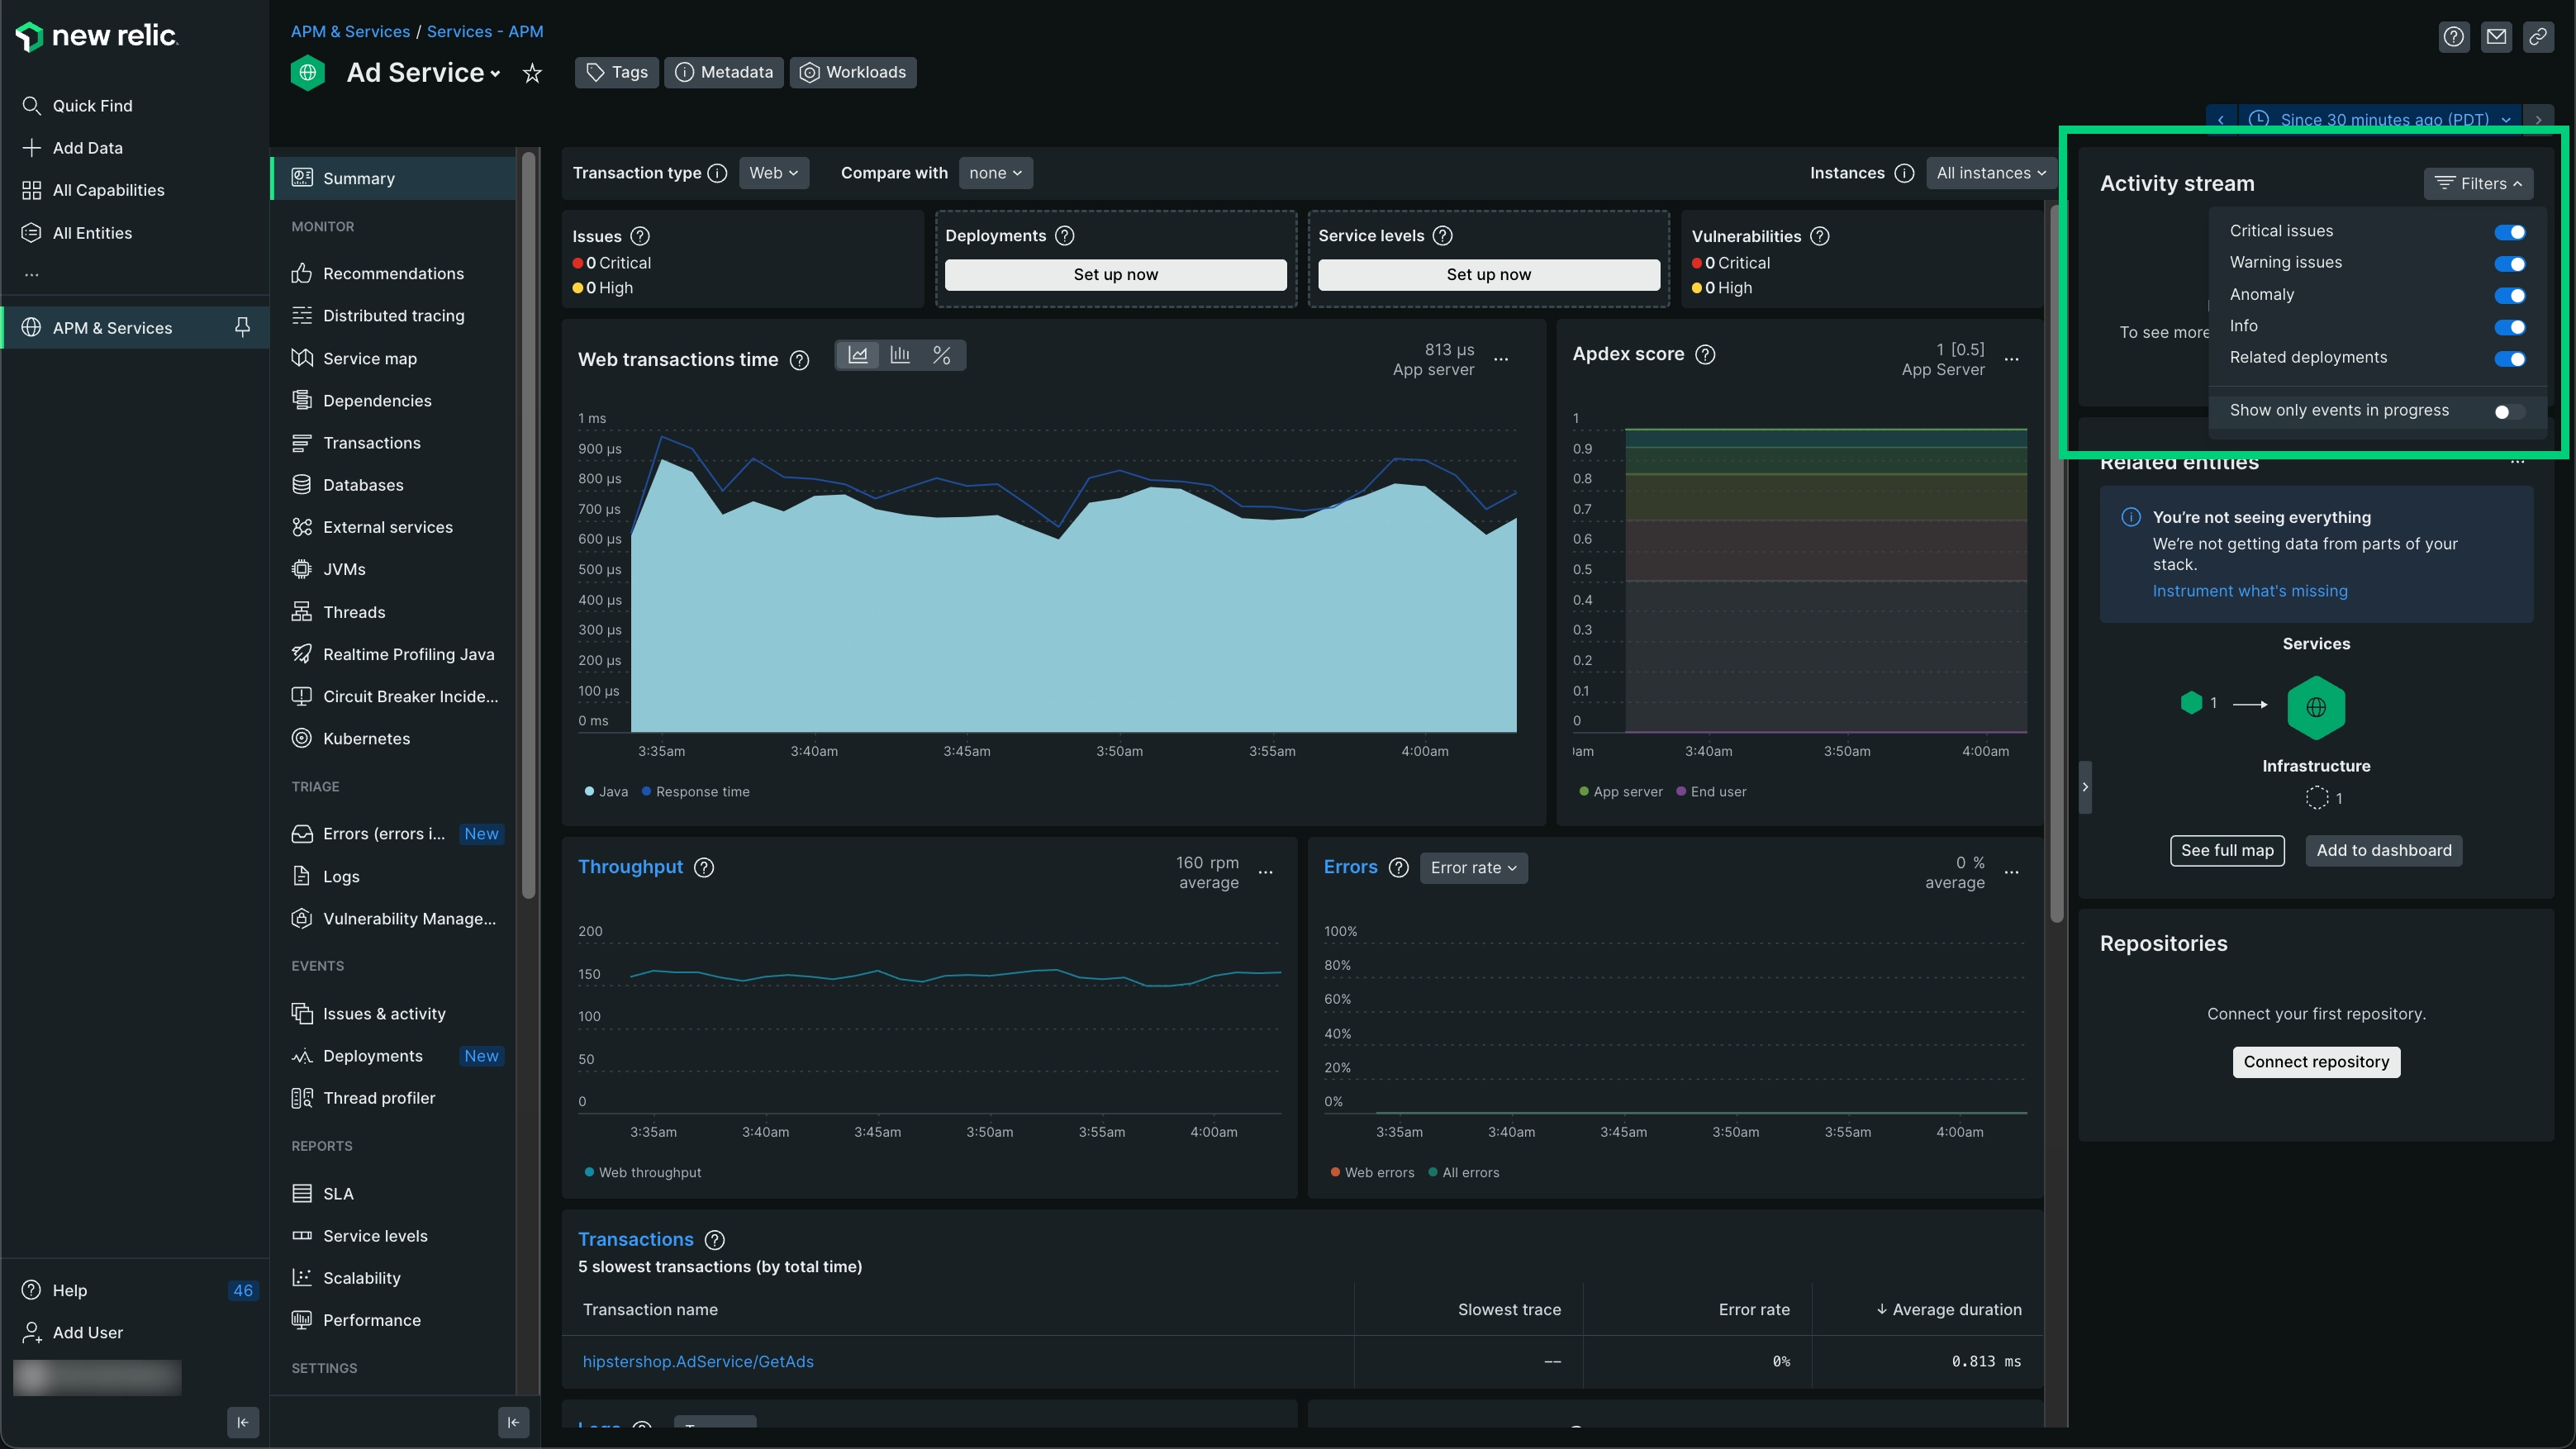 new relic.
Quick Find
Add Data
All Capabilities
All Entities
...
APM & Services
Help
46
Add User
APM & Services / Services - APM
Ad Service
Tags
Metadata
Workloads
Since 30 minutes ago (PDT)
Summary
MONITOR
Recommendations
Distributed tracing
Service map
Dependencies
Transactions
Databases
External services
JVMs
Threads
Realtime Profiling Java
Circuit Breaker Incide...
Kubernetes
TRIAGE
Errors (errors i...
New
Logs
Vulnerability Manage...
EVENTS
Issues & activity
Deployments
New
Thread profiler
REPORTS
SLA
Service levels
Scalability
Performance
SETTINGS
Transaction type
Web
Compare with
none
Instances
All instances
Issues
0 Critical
0 High
Deployments
Set up now
Service levels
Set up now
Vulnerabilities
0 Critical
0 High
Web transactions time
%
813 µs
App server
...
1 ms
900 µs
800 µs
700 µs
600 µs
500 µs
400 µs
300 µs
200 µs
100 µs
0 ms
3:35am 3:40am 3:45am 3:50am 3:55am 4:00am
Java Response time
Apdex score
1 [0.5]
App Server
...
1
0.9
0.8
0.7
0.6
0.5
0.4
0.3
0.2
0.1
0
am 3:40am 3:50am 4:00am
App server End user
Throughput
160 rpm
average
...
200
150
100
50
0
3:35am 3:40am 3:45am 3:50am 3:55am 4:00am
Web throughput
Errors
Error rate
0 %
average
...
100%
80%
60%
40%
20%
0%
3:35am 3:40am 3:45am 3:50am 3:55am 4:00am
Web errors All errors
Transactions
5 slowest transactions (by total time)
Transaction name Slowest trace Error rate ↓ Average duration
hipstershop.AdService/GetAds –– 0% 0.813 ms
Activity stream
Filters
Critical issues
Warning issues
Anomaly
Info
To see more
Related deployments
Show only events in progress
Related entities
...
You're not seeing everything
We're not getting data from parts of your
stack.
Instrument what's missing
Services
1
Infrastructure
1
See full map
Add to dashboard
Repositories
Connect your first repository.
Connect repository